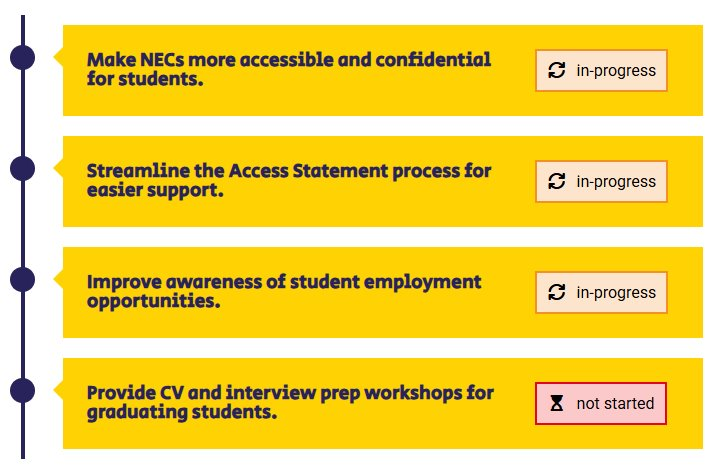 Make NECs more accessible and confidential
for students.
in-progress
Streamline the Access Statement process for
easier support.
in-progress
Improve awareness of student employment
opportunities.
in-progress
Provide CV and interview prep workshops for
graduating students.
not started